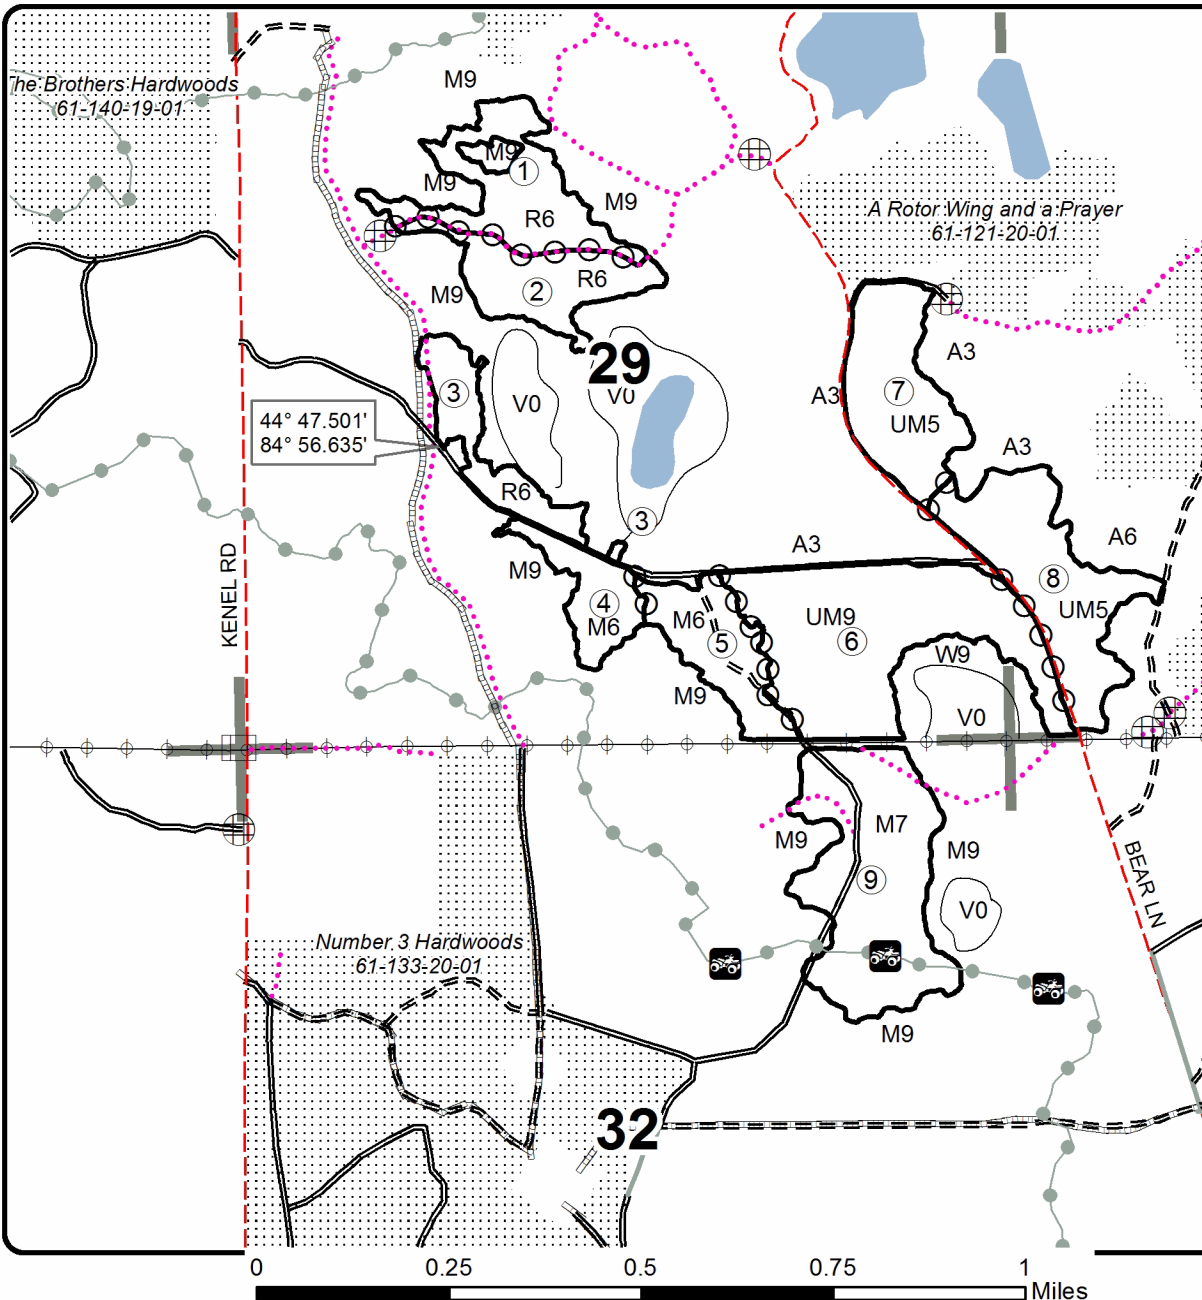 M9
The Brothers Hardwoods
61-140-19-01
M9
1
M9
M9
A Rotor Wing and a Prayer
61-121-20-01
R6
R6
2
M9
29
A3
3
V0
V0
A3
7
UM5
44° 47.501'
84° 56.635'
A3
R6
3
A3
A6
KENEL RD
M9
8
4
M6
M6
UM9
UM5
5
6
W9
M9
V0
M7
M9
M9
BEAR LN
9
V0
Number 3 Hardwoods
61-133-20-01
M9
32
0 0.25 0.5 0.75 1
Miles